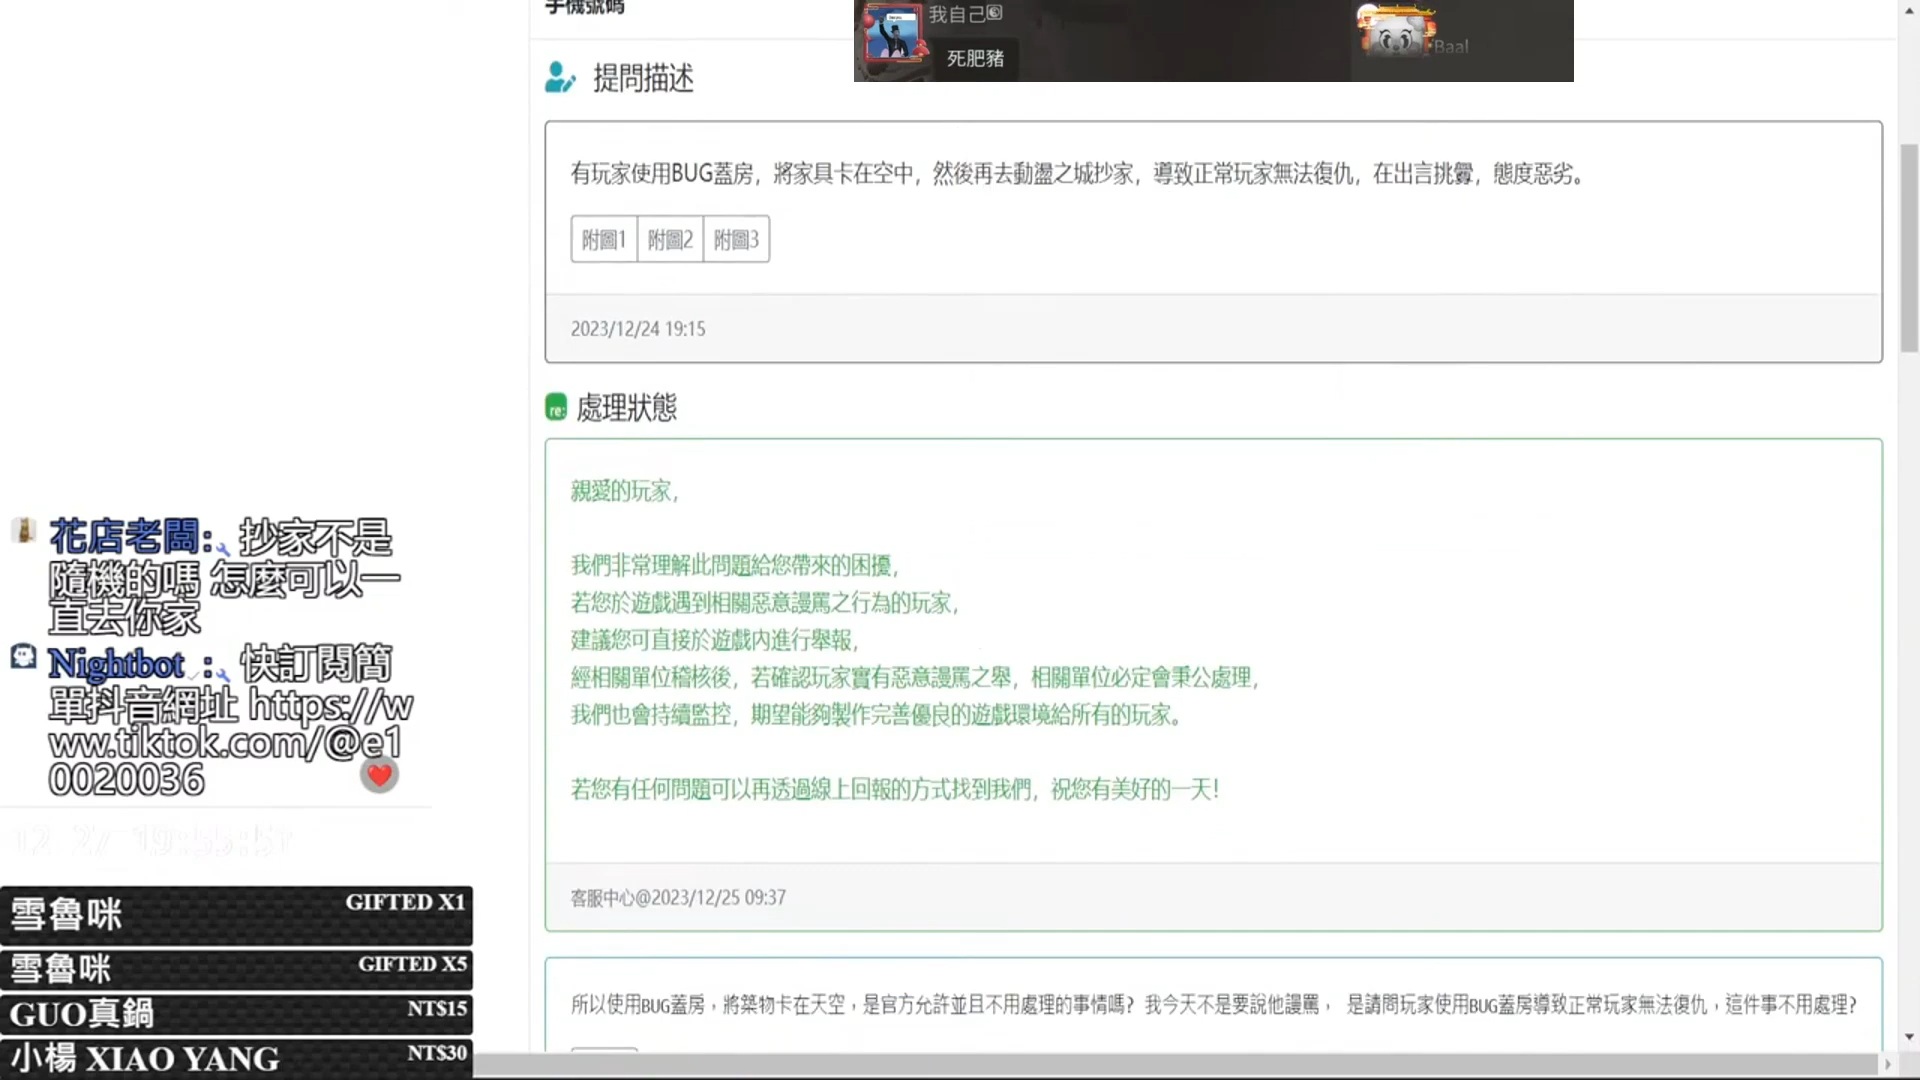 手機號碼
我自己
死肥豬
Baal
提問描述
有玩家使用BUG蓋房，將家具卡在空中，然後再去動盪之城抄家，導致正常玩家無法復仇，在出言挑釁，態度惡劣。
附圖1 附圖2 附圖3
2023/12/24 19:15
re: 處理狀態
親愛的玩家，
我們非常理解此問題給您帶來的困擾，
若您於遊戲遇到相關惡意謾罵之行為的玩家，
建議您可直接於遊戲內進行舉報，
經相關單位稽核後，若確認玩家實有惡意謾罵之舉，相關單位必定會秉公處理，
我們也會持續監控，期望能夠製作完善優良的遊戲環境給所有的玩家。
若您有任何問題可以再透過線上回報的方式找到我們，祝您有美好的一天！
客服中心@2023/12/25 09:37
所以使用BUG蓋房，將築物卡在天空，是官方允許並且不用處理的事情嗎？我今天不是要說他謾罵， 是請問玩家使用BUG蓋房導致正常玩家無法復仇，這件事不用處理?
花店老闆: 抄家不是
隨機的嗎 怎麼可以一
直去你家
Nightbot : 快訂閱簡
單抖音網址 https://w
ww.tiktok.com/@e1
0020036
12 27 19:55:57
雪魯咪 GIFTED X1
雪魯咪 GIFTED X5
GUO真鍋 NT$15
小楊 XIAO YANG NT$30